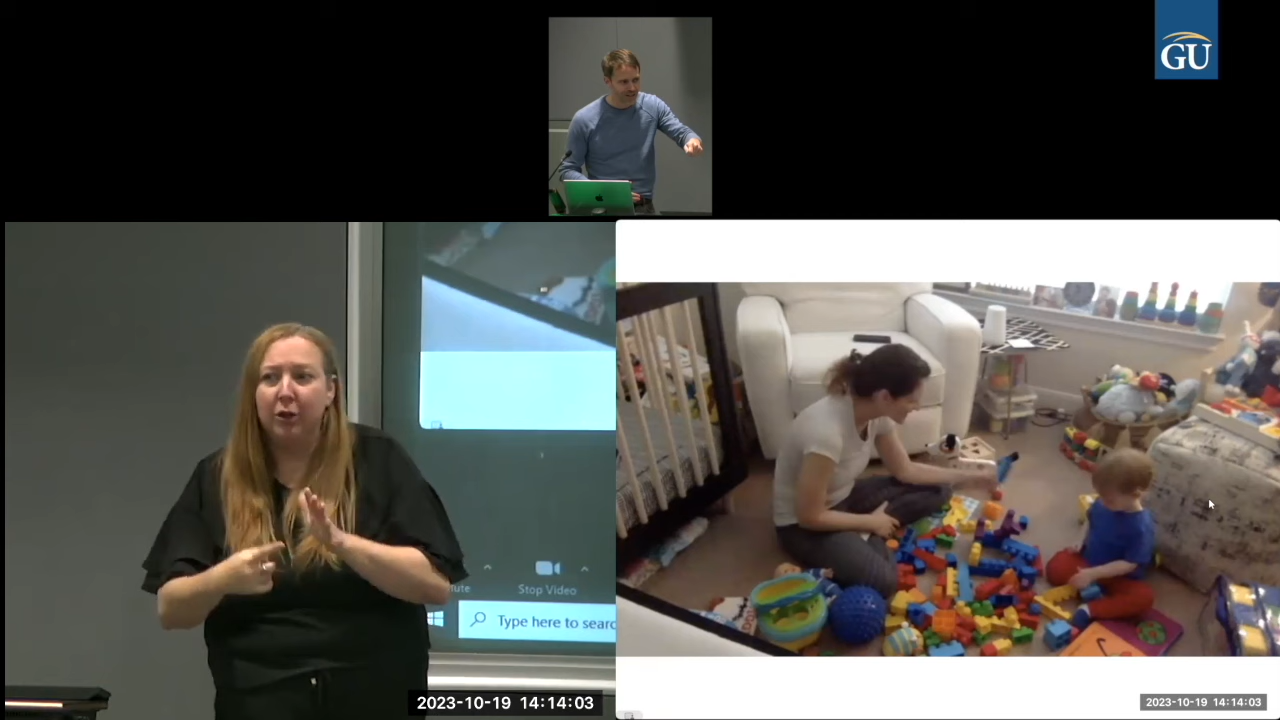 GU
mute
Stop Video
Type here to searc
2023-10-19 14:14:03
2023-10-19 14:14:03